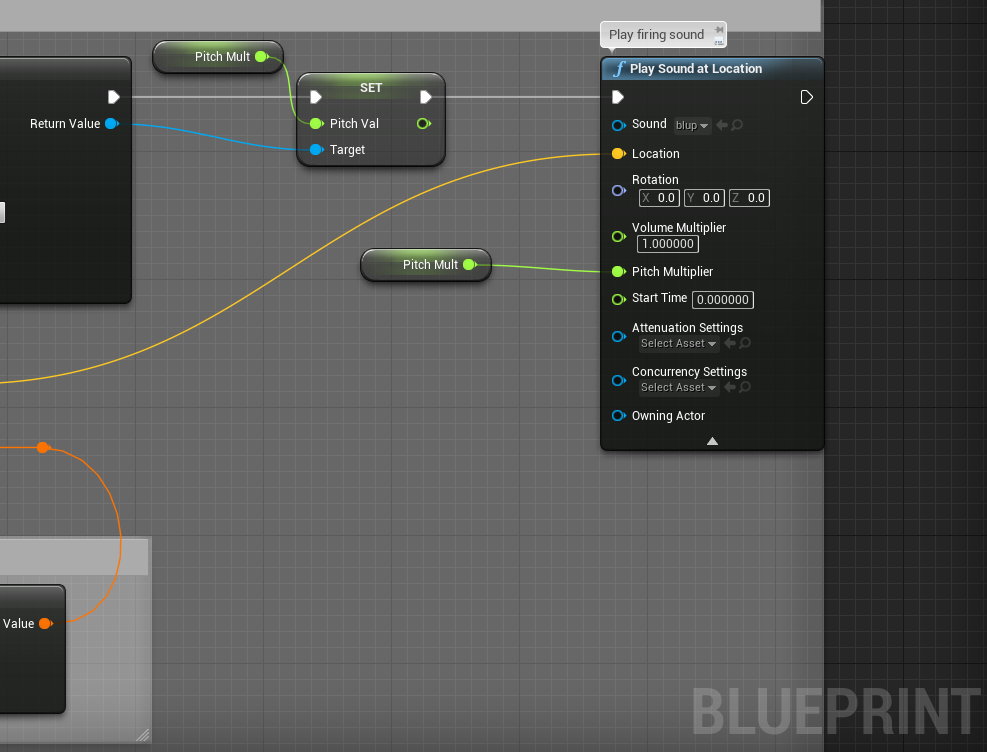 Play firing sound
Pitch Mult
f Play Sound at Location
SET
Return Value
Pitch Val
Sound blup
Target
Location
Rotation
X 0.0 Y 0.0 Z 0.0
Volume Multiplier
1.000000
Pitch Mult
Pitch Multiplier
Start Time 0.000000
Attenuation Settings
Select Asset
Concurrency Settings
Select Asset
Owning Actor
Value
BLUEPRINT